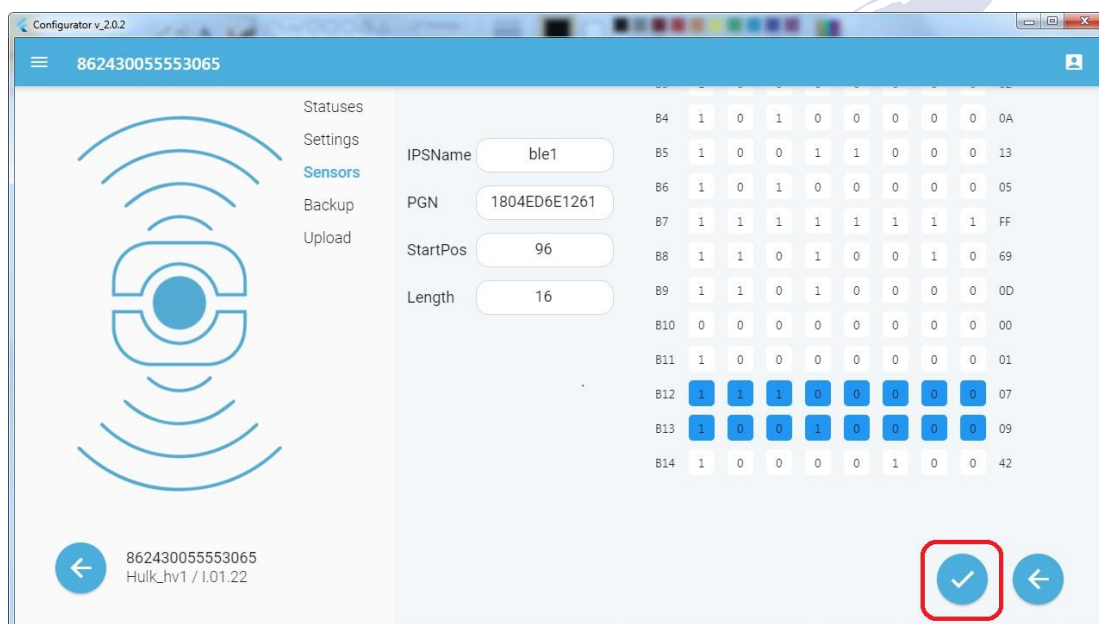 Configurator v_2.0.2
862430055553065
Statuses
Settings
Sensors
Backup
Upload
IPSName ble1
PGN 1804ED6E1261
StartPos 96
Length 16
B4 1 0 1 0 0 0 0 0 0A
B5 1 0 0 1 1 0 0 0 13
B6 1 0 1 0 0 0 0 0 05
B7 1 1 1 1 1 1 1 1 FF
B8 1 1 0 1 0 0 1 0 69
B9 1 1 0 1 0 0 0 0 0D
B10 0 0 0 0 0 0 0 0 00
B11 1 0 0 0 0 0 0 0 01
B12 1 1 1 0 0 0 0 0 07
B13 1 0 0 1 0 0 0 0 09
B14 1 0 0 0 0 1 0 0 42
862430055553065
Hulk_hv1 / I.01.22